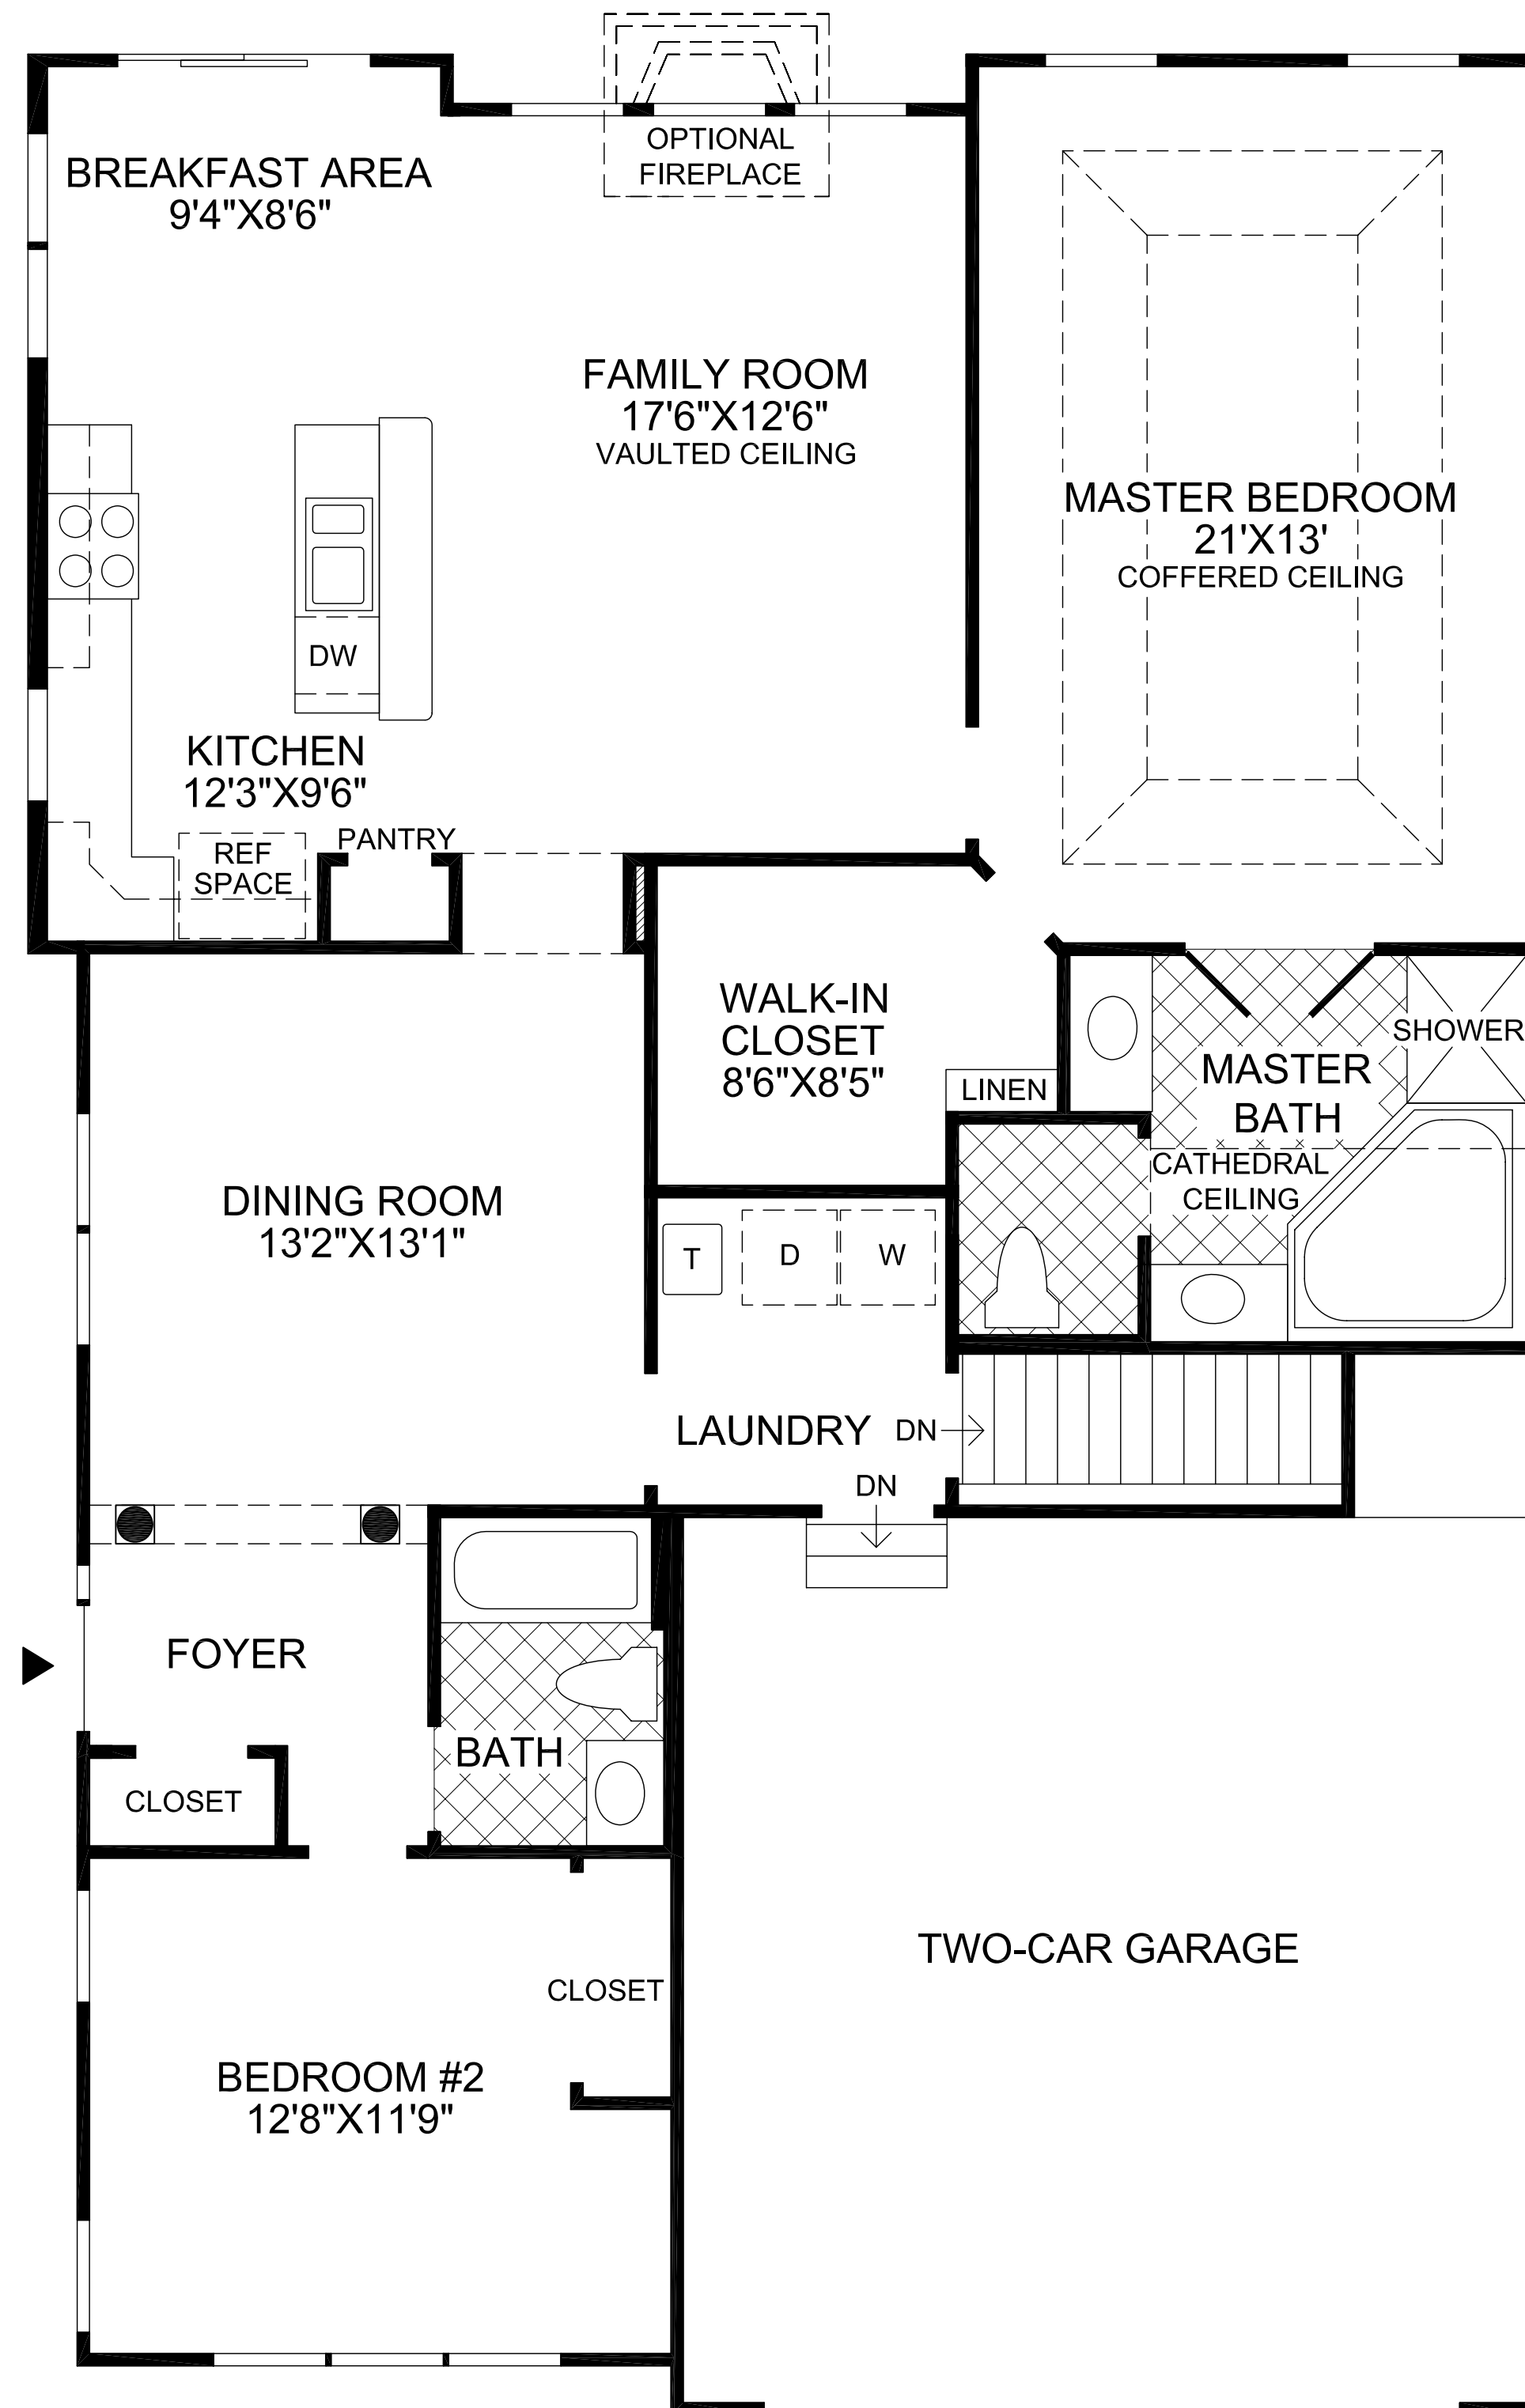 OPTIONAL
FIREPLACE
BREAKFAST AREA
9'4"X8'6"
FAMILY ROOM
17'6"X12'6"
VAULTED CEILING
MASTER BEDROOM
21'X13'
COFFERED CEILING
DW
KITCHEN
12'3"X9'6"
PANTRY
REF
SPACE
WALK-IN
CLOSET
8'6"X8'5"
LINEN
SHOWER
MASTER
BATH
CATHEDRAL
CEILING
DINING ROOM
13'2"X13'1"
T
D
W
LAUNDRY
DN
DN
FOYER
BATH
CLOSET
TWO-CAR GARAGE
CLOSET
BEDROOM #2
12'8"X11'9"